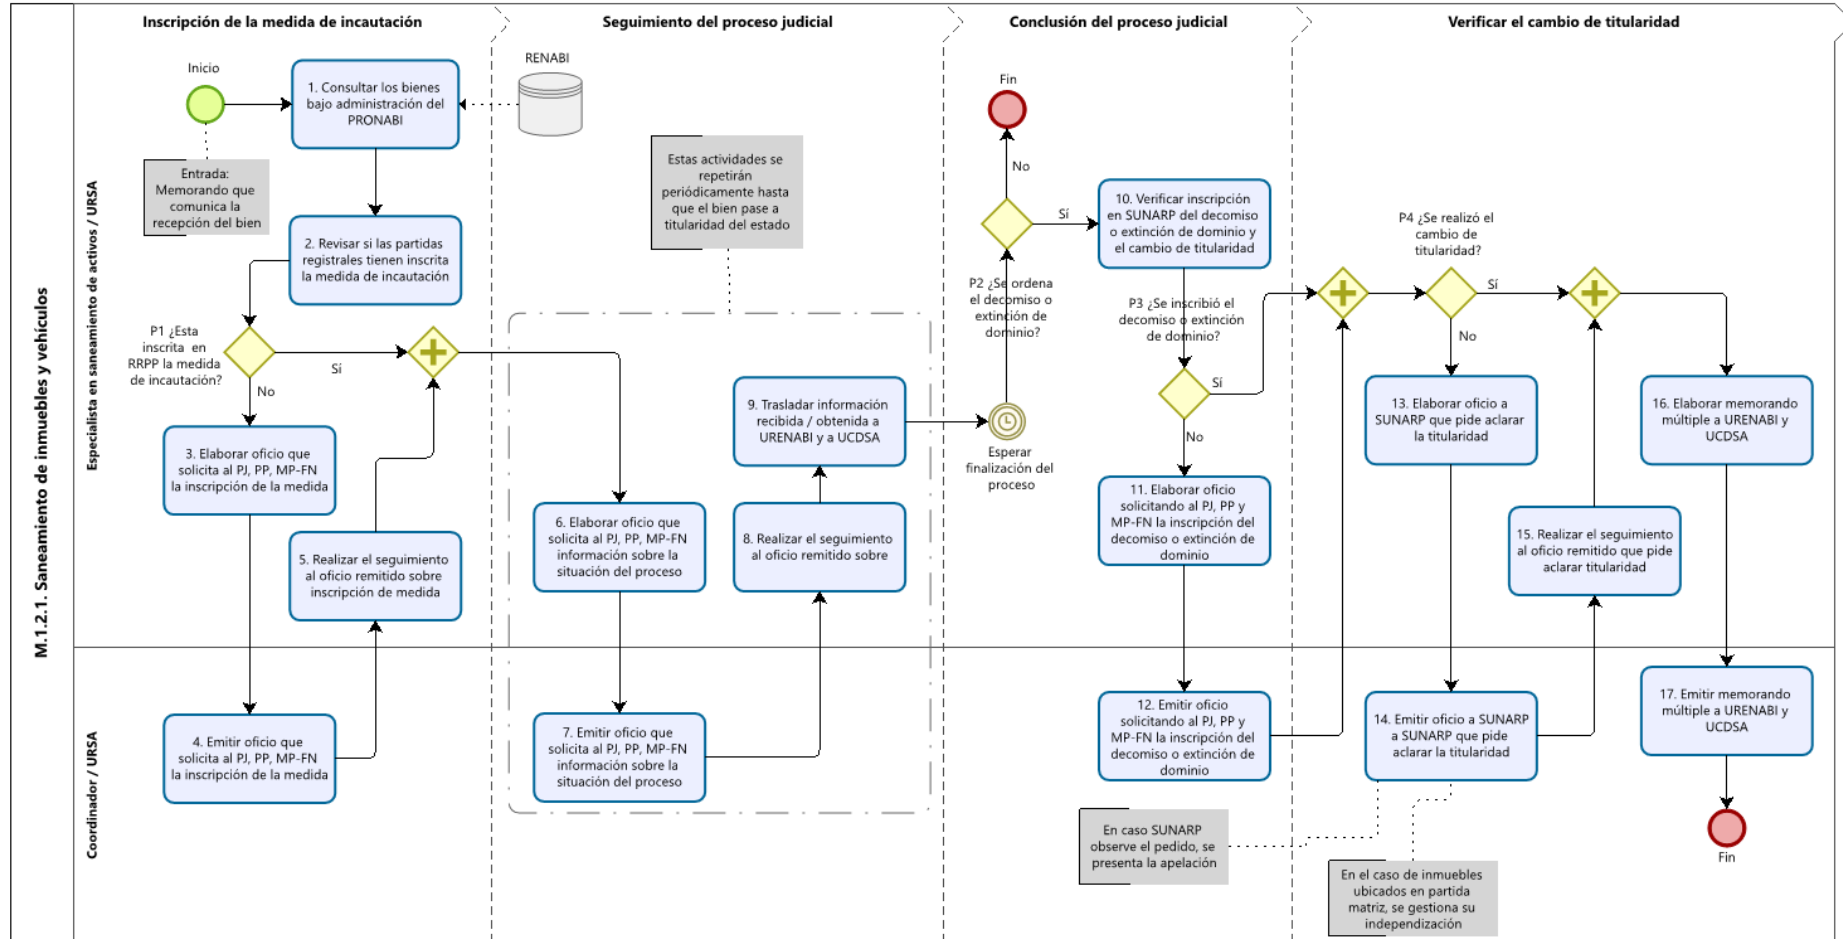 M.1.2.1. Saneamiento de inmuebles y vehículos
Especialista en saneamiento de activos / URSA
Coordinador / URSA
Inscripción de la medida de incautación
Seguimiento del proceso judicial
Conclusión del proceso judicial
Verificar el cambio de titularidad
Inicio
1. Consultar los bienes
bajo administración del
PRONABI
RENABI
Entrada:
Memorando que
comunica la
recepción del bien
2. Revisar si las partidas
registrales tienen inscrita
la medida de incautación
P1 ¿Esta
inscrita en
RRPP la medida
de incautación?
Sí
No
3. Elaborar oficio que
solicita al PJ, PP, MP-FN
la inscripción de la medida
4. Emitir oficio que
solicita al PJ, PP, MP-FN
la inscripción de la medida
5. Realizar el seguimiento
al oficio remitido sobre
inscripción de medida
Estas actividades se
repetirán
periódicamente hasta
que el bien pase a
titularidad del estado
6. Elaborar oficio que
solicita al PJ, PP, MP-FN
información sobre la
situación del proceso
7. Emitir oficio que
solicita al PJ, PP, MP-FN
información sobre la
situación del proceso
8. Realizar el seguimiento
al oficio remitido sobre
9. Trasladar información
recibida / obtenida a
URENABI y a UCDSA
Esperar
finalización del
proceso
P2 ¿Se ordena
el decomiso o
extinción de
dominio?
No
Fin
Sí
10. Verificar inscripción
en SUNARP del decomiso
o extinción de dominio y
el cambio de titularidad
P3 ¿Se inscribió el
decomiso o extinción
de dominio?
Sí
No
11. Elaborar oficio
solicitando al PJ, PP y
MP-FN la inscripción del
decomiso o extinción de
dominio
12. Emitir oficio
solicitando al PJ, PP y
MP-FN la inscripción del
decomiso o extinción de
dominio
P4 ¿Se realizó el
cambio de
titularidad?
Sí
No
13. Elaborar oficio a
SUNARP que pide aclarar
la titularidad
14. Emitir oficio a SUNARP
a SUNARP que pide
aclarar la titularidad
15. Realizar el seguimiento
al oficio remitido que pide
aclarar titularidad
16. Elaborar memorando
múltiple a URENABI y
UCDSA
17. Emitir memorando
múltiple a URENABI y
UCDSA
Fin
En caso SUNARP
observe el pedido, se
presenta la apelación
En el caso de inmuebles
ubicados en partida
matriz, se gestiona su
independización